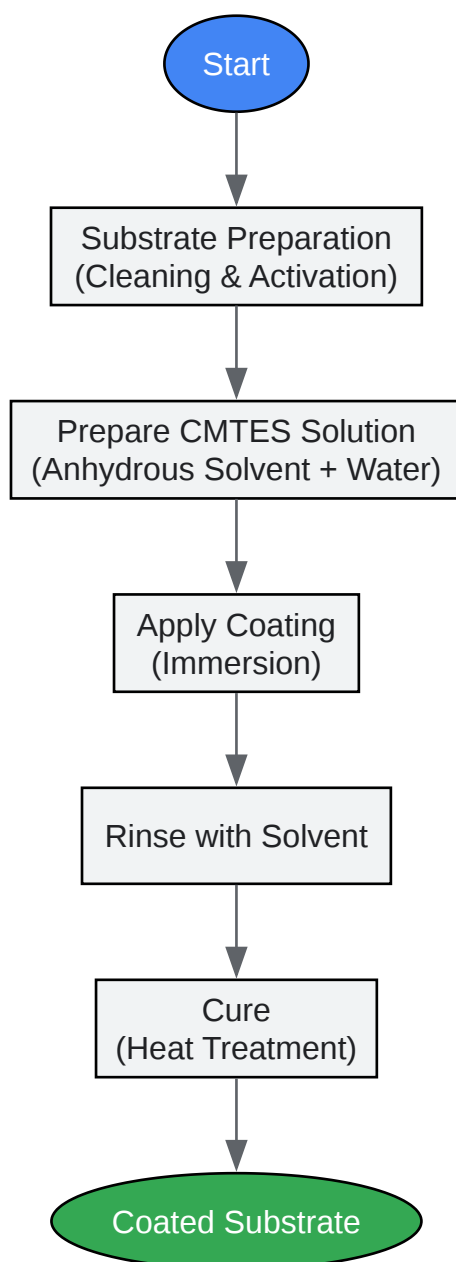 Start
Substrate Preparation
(Cleaning & Activation)
Prepare CMTES Solution
(Anhydrous Solvent + Water)
Apply Coating
(Immersion)
Rinse with Solvent
Cure
(Heat Treatment)
Coated Substrate